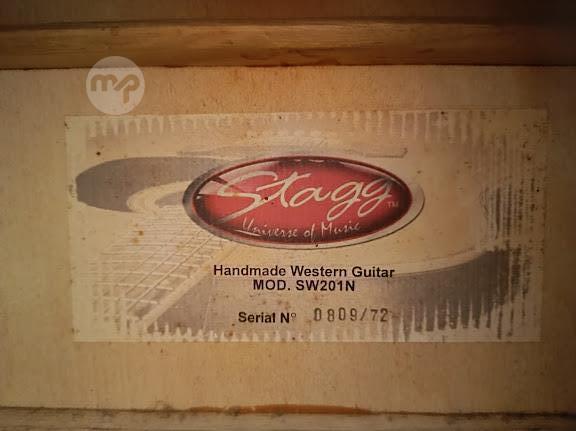 mp
Stagg TM
Universe of Music
Handmade Western Guitar
MOD. SW201N
Serial N° 0809/72